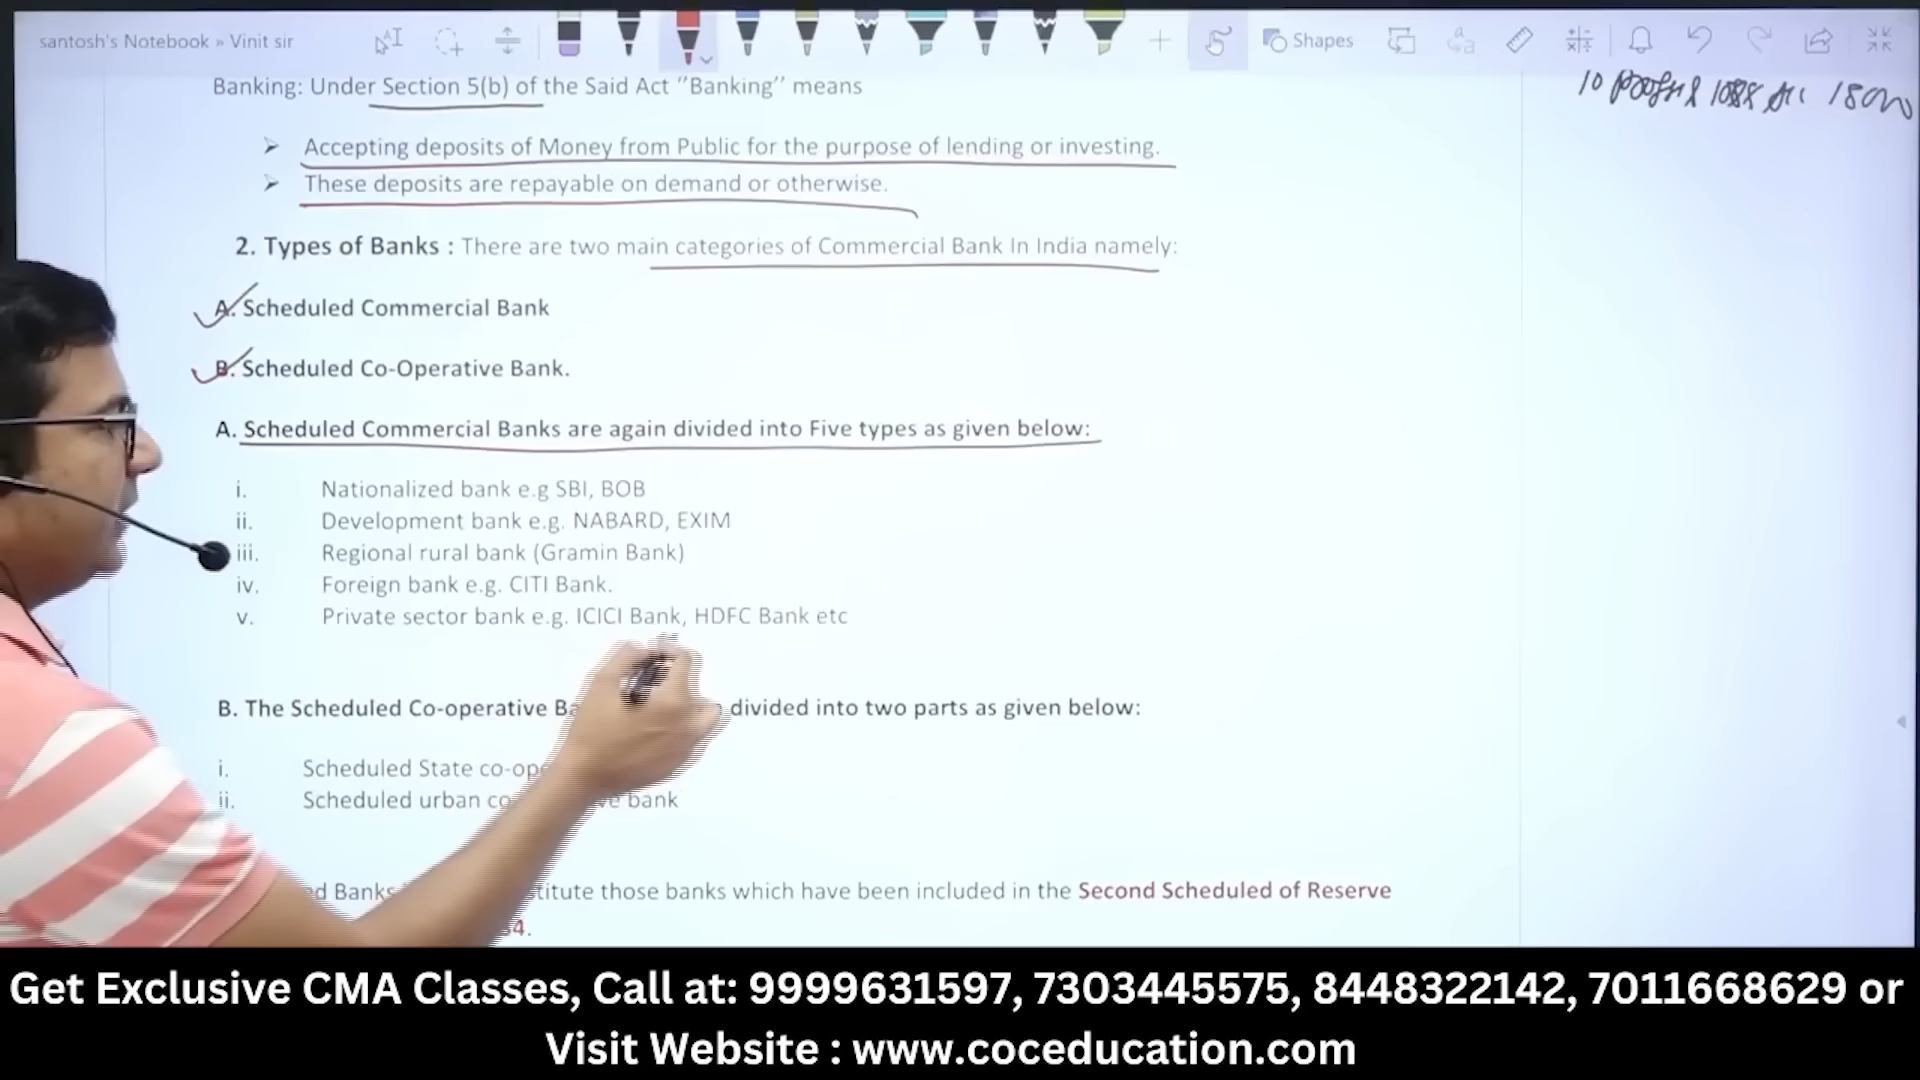 santosh's Notebook » Vinit sir
Shapes
Banking: Under Section 5(b) of the Said Act “Banking” means
10 1800
➢ Accepting deposits of Money from Public for the purpose of lending or investing.
➢ These deposits are repayable on demand or otherwise.
2. Types of Banks : There are two main categories of Commercial Bank In India namely:
A. Scheduled Commercial Bank
B. Scheduled Co-Operative Bank.
A. Scheduled Commercial Banks are again divided into Five types as given below:
i. Nationalized bank e.g SBI, BOB
ii. Development bank e.g. NABARD, EXIM
iii. Regional rural bank (Gramin Bank)
iv. Foreign bank e.g. CITI Bank.
v. Private sector bank e.g. ICICI Bank, HDFC Bank etc
B. The Scheduled Co-operative divided into two parts as given below:
i. Scheduled State
ii. Scheduled urban bank
Banks those banks which have been included in the Second Scheduled of Reserve
Get Exclusive CMA Classes, Call at: 9999631597, 7303445575, 8448322142, 7011668629 or
Visit Website : www.coceducation.com